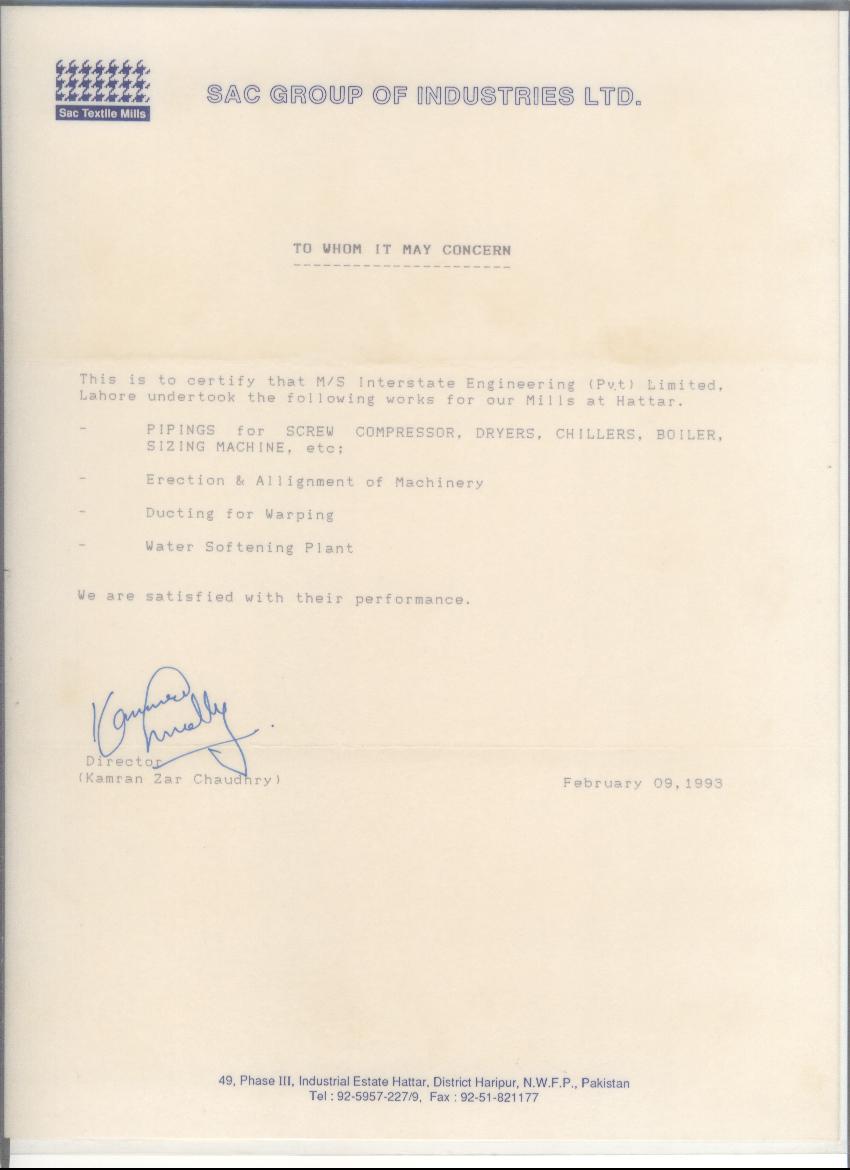 Sac Textile Mills
SAC GROUP OF INDUSTRIES LTD.
TO WHOM IT MAY CONCERN
This is to certify that M/S Interstate Engineering (Pvt) Limited,
Lahore undertook the following works for our Mills at Hattar.
- PIPINGS for SCREW COMPRESSOR, DRYERS, CHILLERS, BOILER,
SIZING MACHINE, etc;
- Erection & Allignment of Machinery
- Ducting for Warping
- Water Softening Plant
We are satisfied with their performance.
Director
(Kamran Zar Chaudhry)
February 09,1993
49, Phase III, Industrial Estate Hattar, District Haripur, N.W.F.P., Pakistan
Tel : 92-5957-227/9, Fax : 92-51-821177